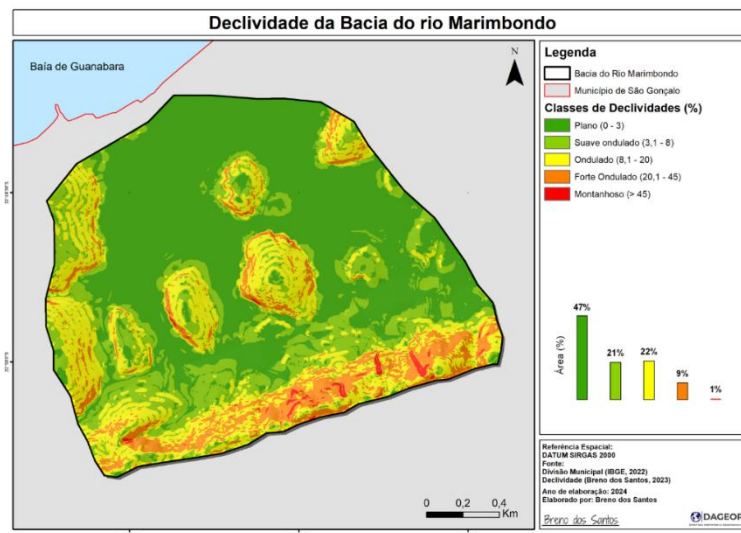 Declividade da Bacia do rio Marimbondo
Baía de Guanabara
N
0 0,2 0,4
Km
Legenda
Bacia do Rio Marimbondo
Município de São Gonçalo
Classes de Declividades (%)
Plano (0 - 3)
Suave ondulado (3,1 - 8)
Ondulado (8,1 - 20)
Forte Ondulado (20,1 - 45)
Montanhoso (> 45)
Área (%)
47%
21%
22%
9%
1%
Referência Espacial:
DATUM SIRGAS 2000
Fonte:
Divisão Municipal (IBGE, 2022)
Declividade (Breno dos Santos, 2023)
Ano de elaboração: 2024
Elaborado por: Breno dos Santos
Breno dos Santos
DAGEOP